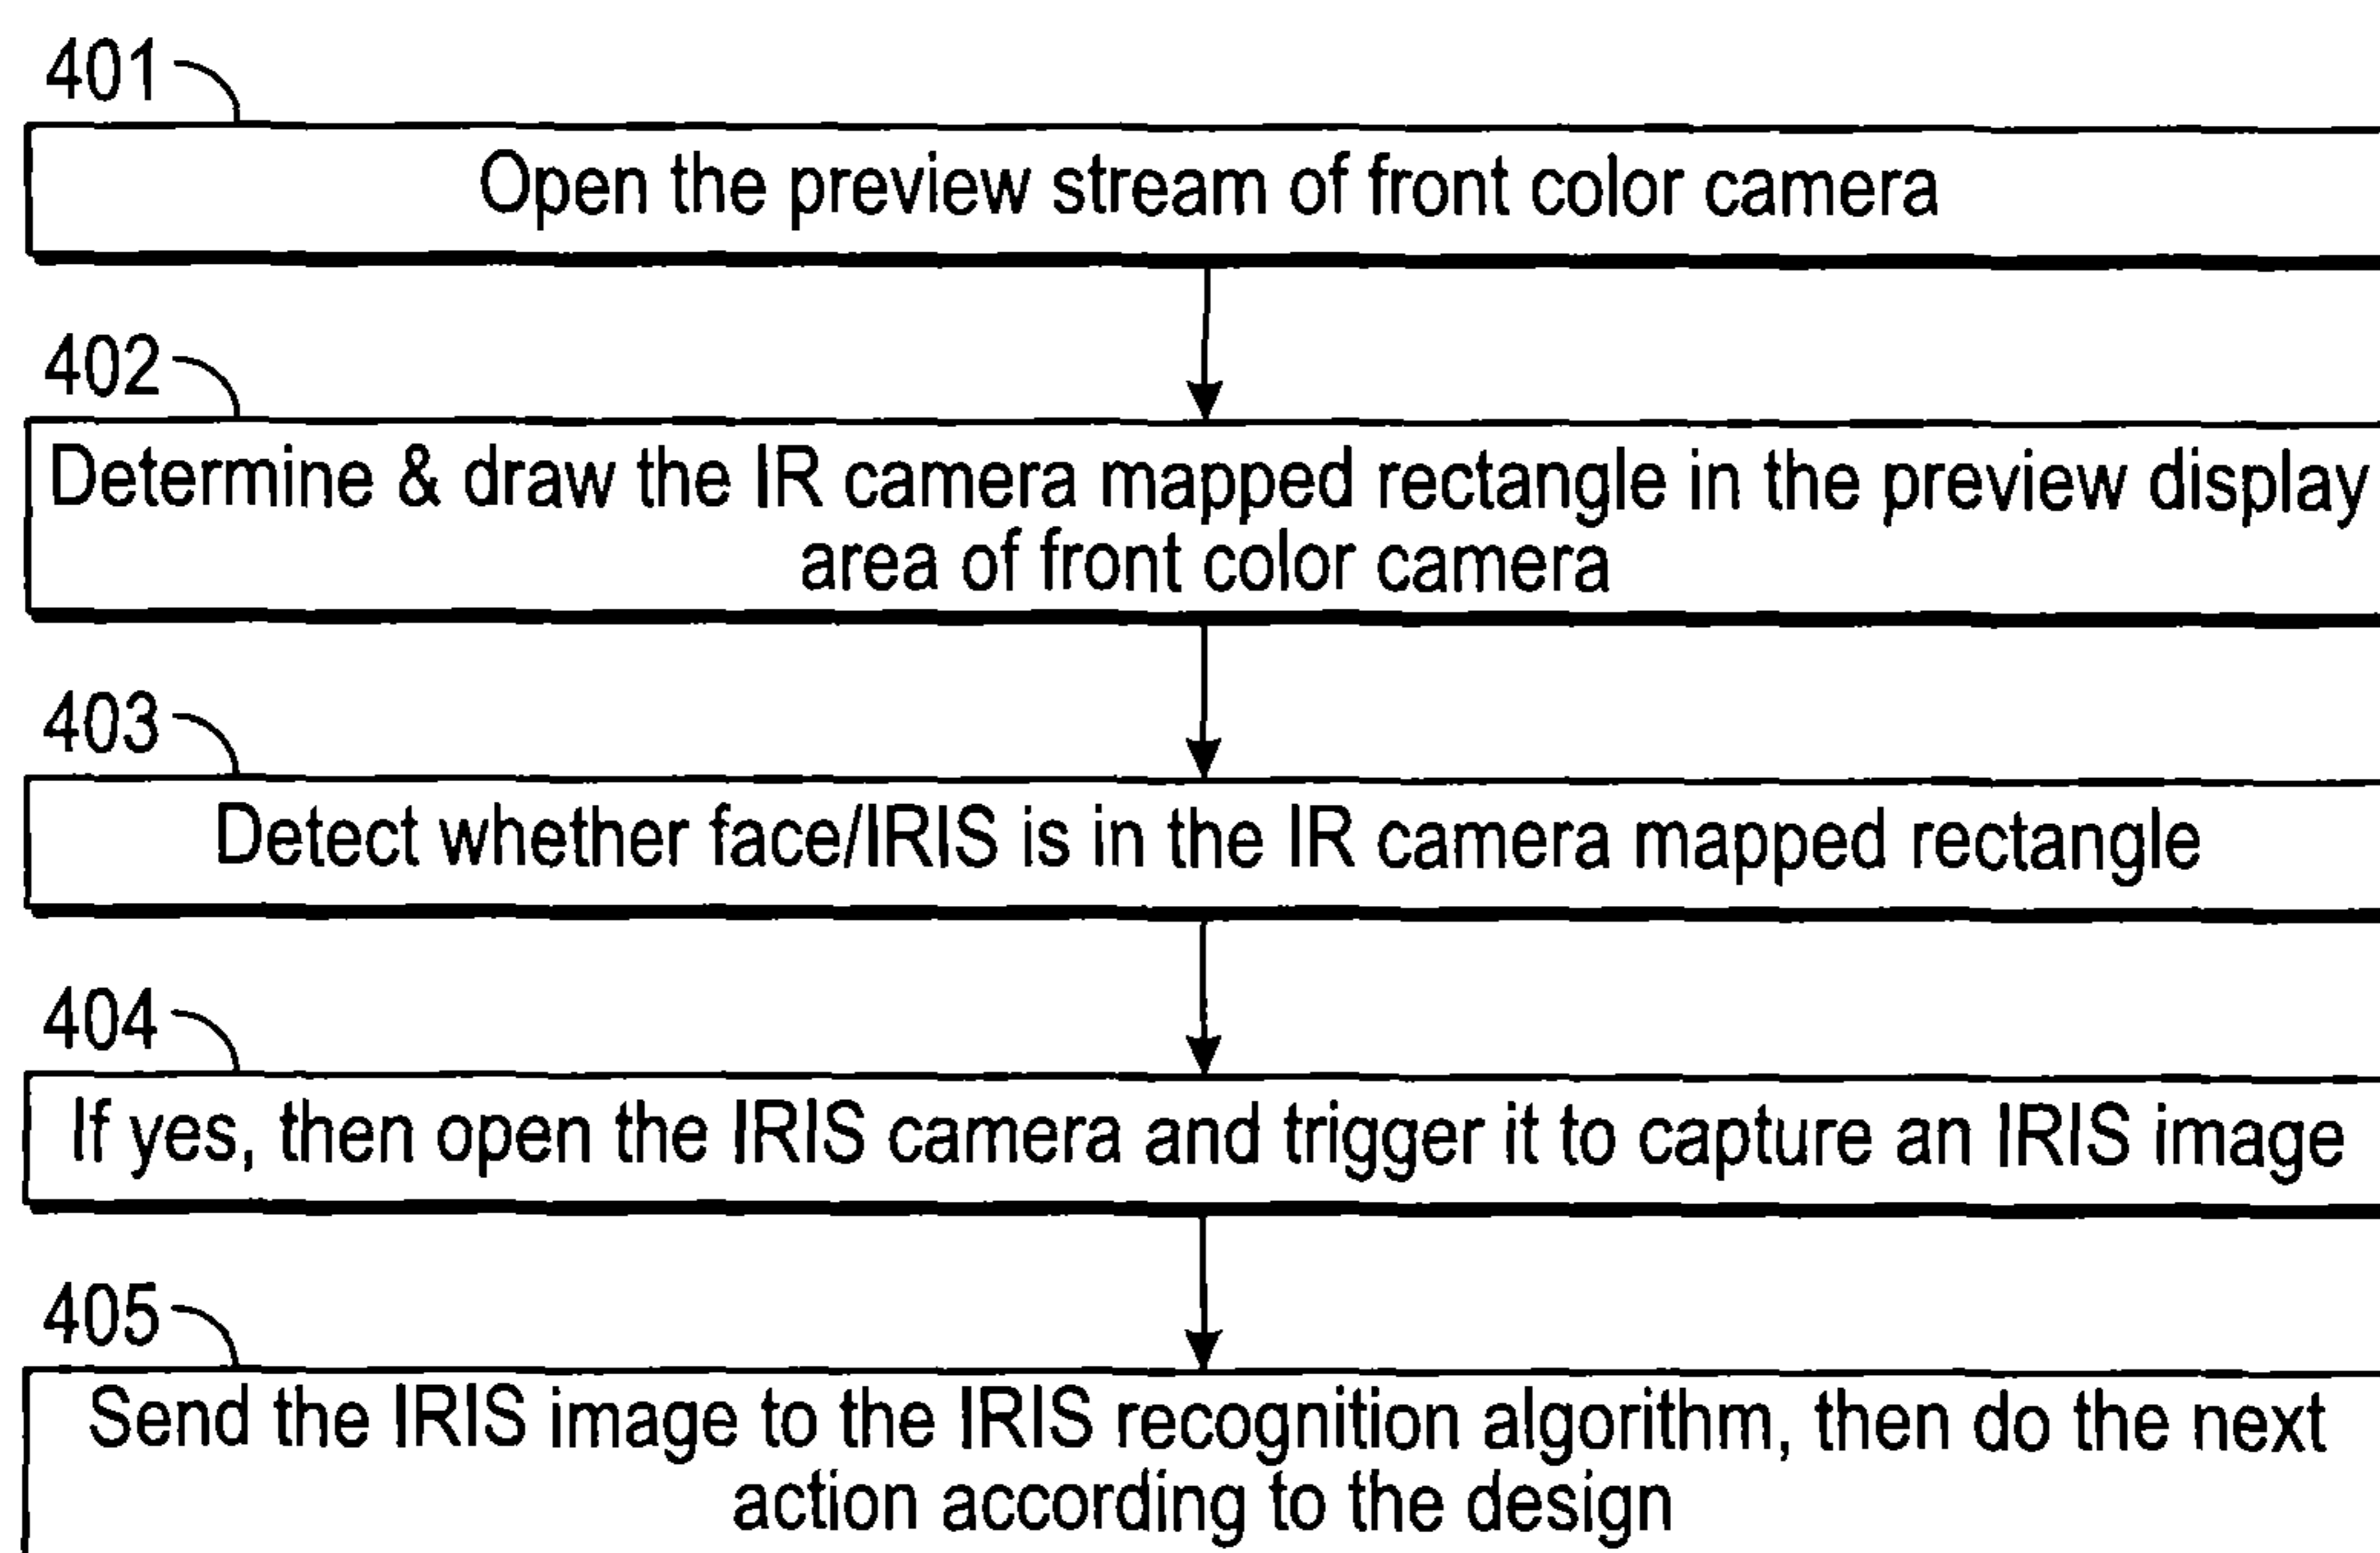 401
Open the preview stream of front color camera
402
Determine & draw the IR camera mapped rectangle in the preview display
area of front color camera
403
Detect whether face/IRIS is in the IR camera mapped rectangle
404
If yes, then open the IRIS camera and trigger it to capture an IRIS image
405
Send the IRIS image to the IRIS recognition algorithm, then do the next
action according to the design